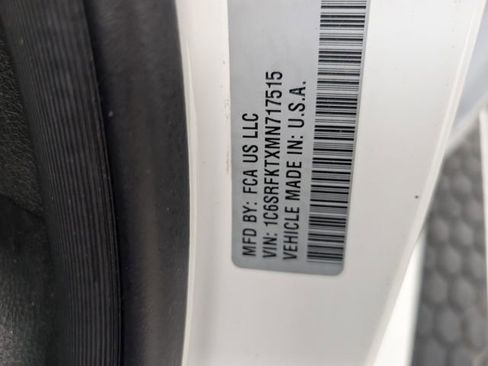 MFD BY: FCA US LLC
VIN: 1C6SRFKTXMN717515
VEHICLE MADE IN: U.S.A.